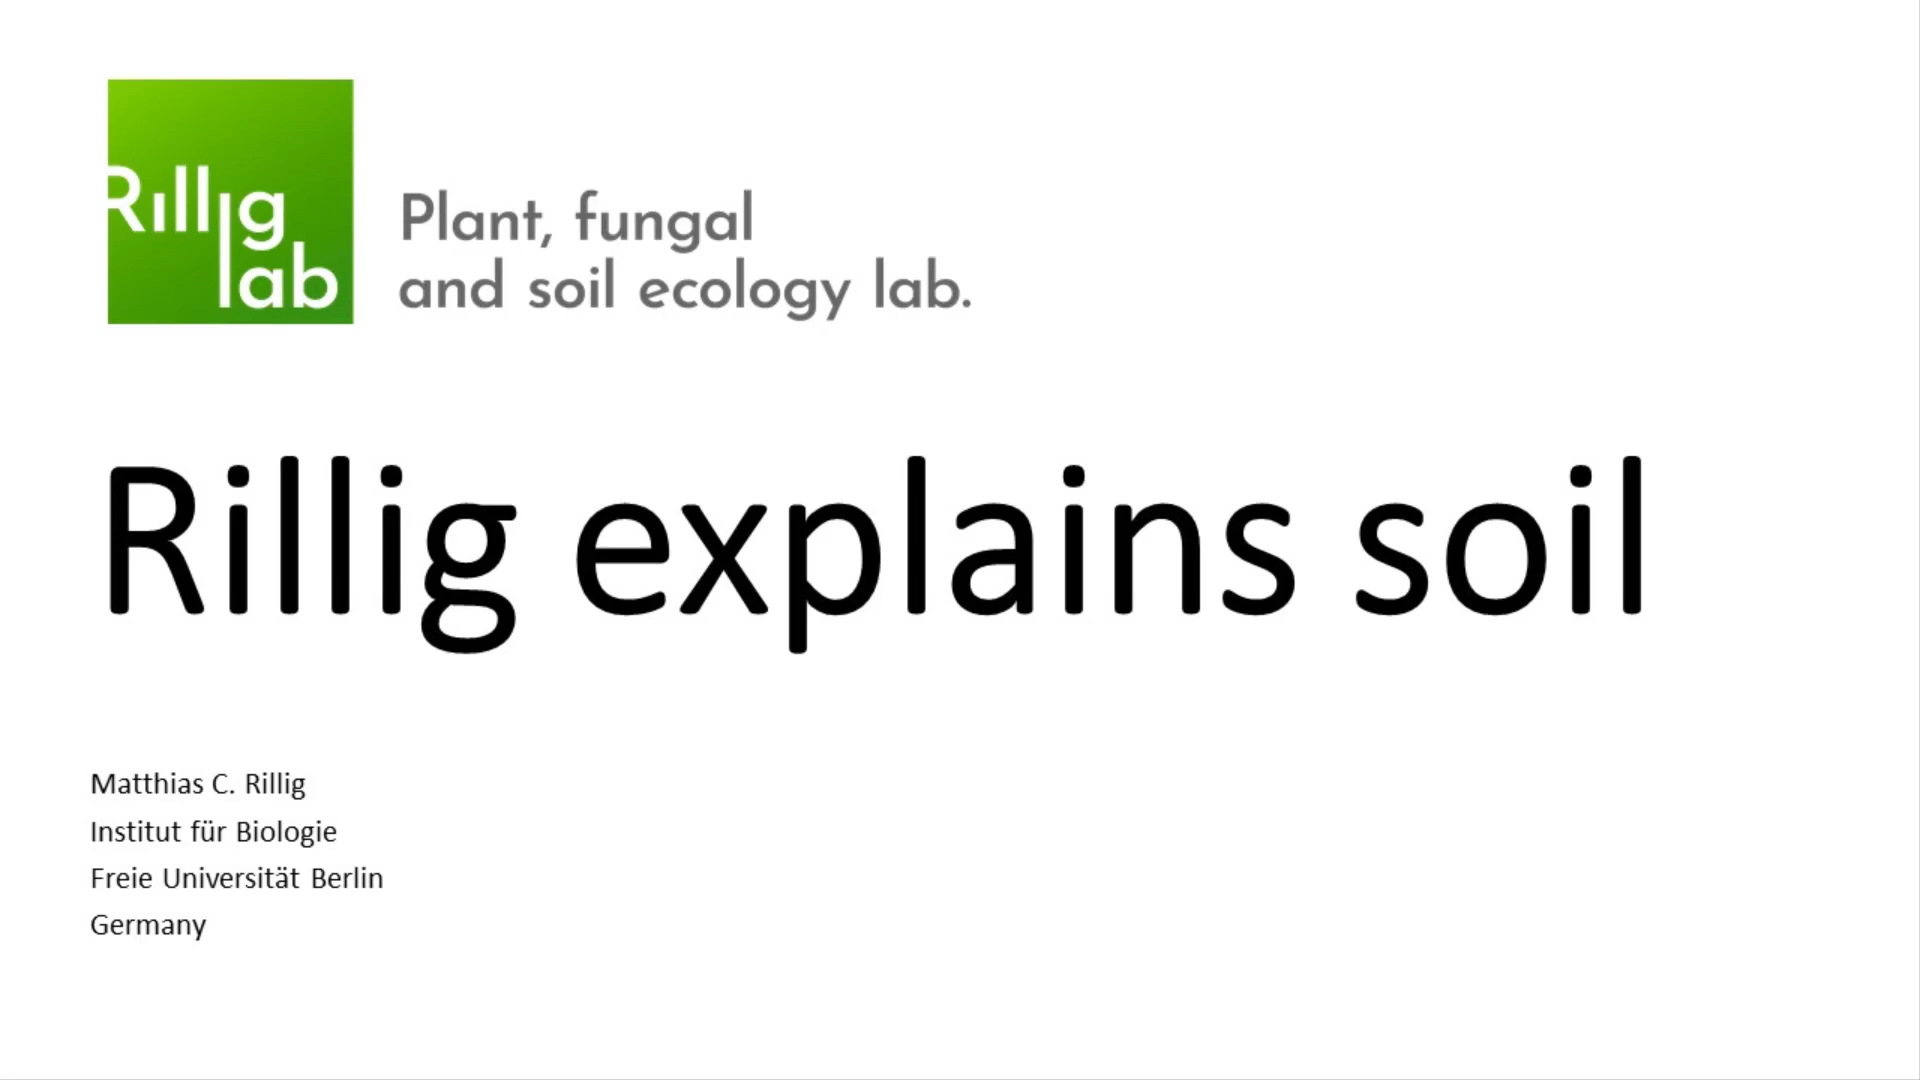 Rillig
lab
Plant, fungal
and soil ecology lab.
Rillig explains soil
Matthias C. Rillig
Institut für Biologie
Freie Universität Berlin
Germany